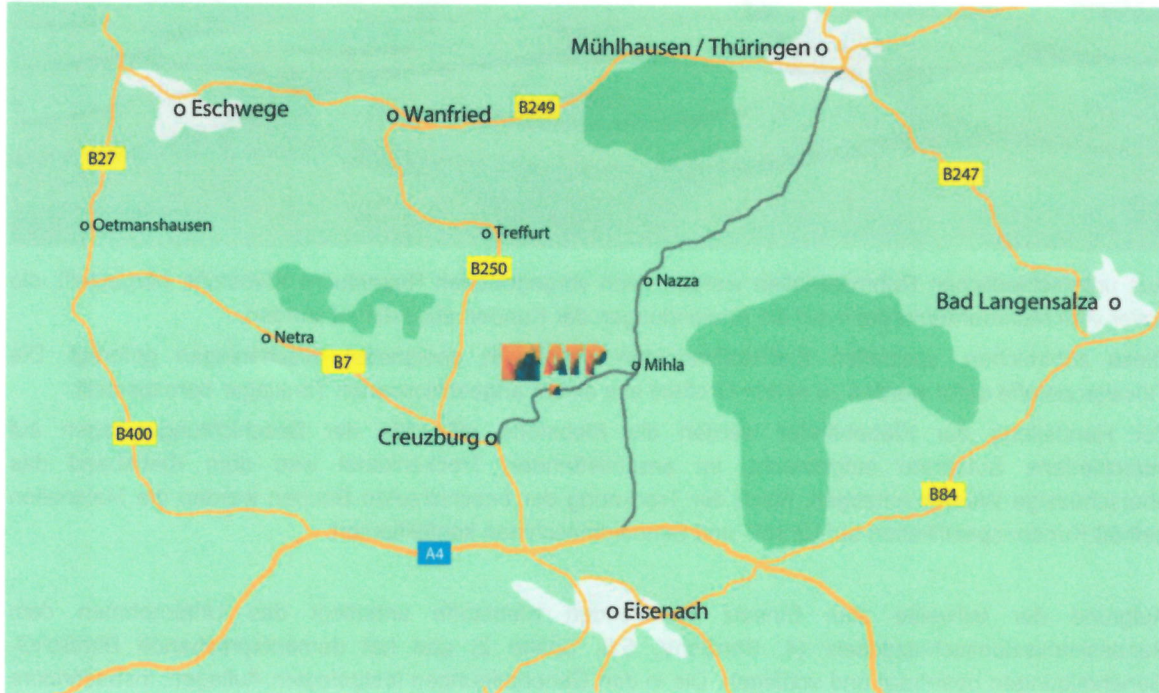 Mühlhausen / Thüringen
Eschwege
Wanfried
B249
B27
B247
Oetmanshausen
Treffurt
B250
Nazza
Bad Langensalza
Netra
B7
ATP
Mihla
B400
Creuzburg
B84
A4
Eisenach